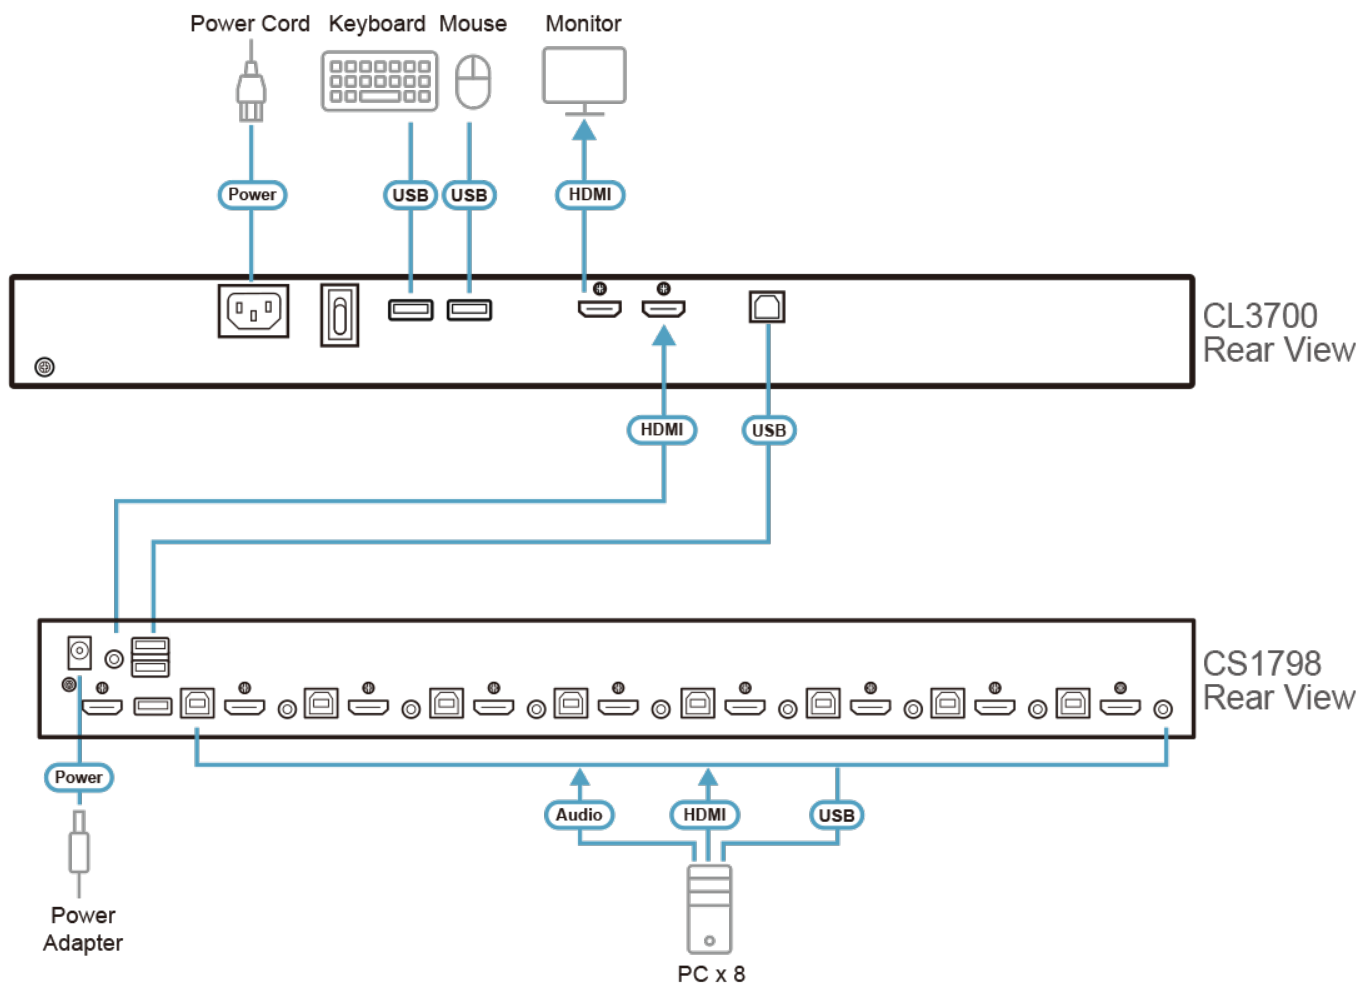 Power Cord Keyboard Mouse Monitor
Power USB USB HDMI
CL3700
Rear View
HDMI USB
CS1798
Rear View
Power
Audio HDMI USB
Power
Adapter
PC x 8